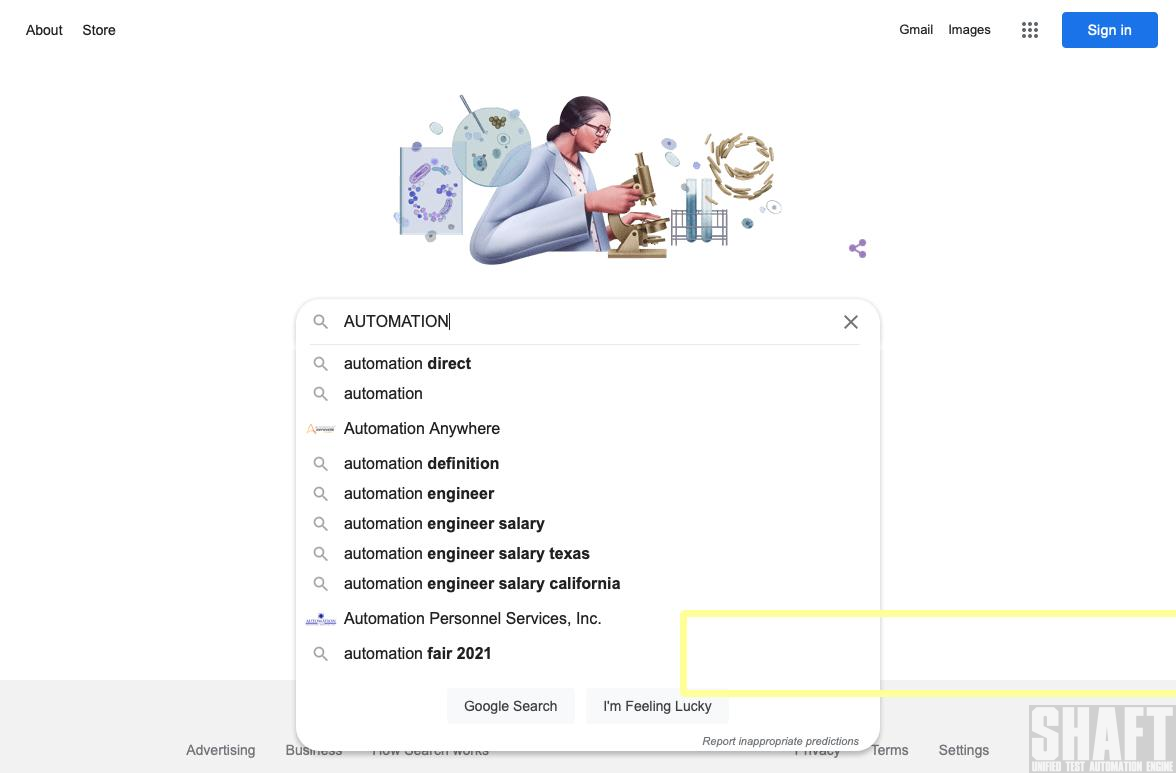 About Store Gmail Images Sign in
AUTOMATION
automation direct
automation
Automation Anywhere
automation definition
automation engineer
automation engineer salary
automation engineer salary texas
automation engineer salary california
Automation Personnel Services, Inc.
automation fair 2021
Google Search I'm Feeling Lucky
Report inappropriate predictions
Advertising Business How Search works Privacy Terms Settings
SHAFT
UNIFIED TEST AUTOMATION ENGINE